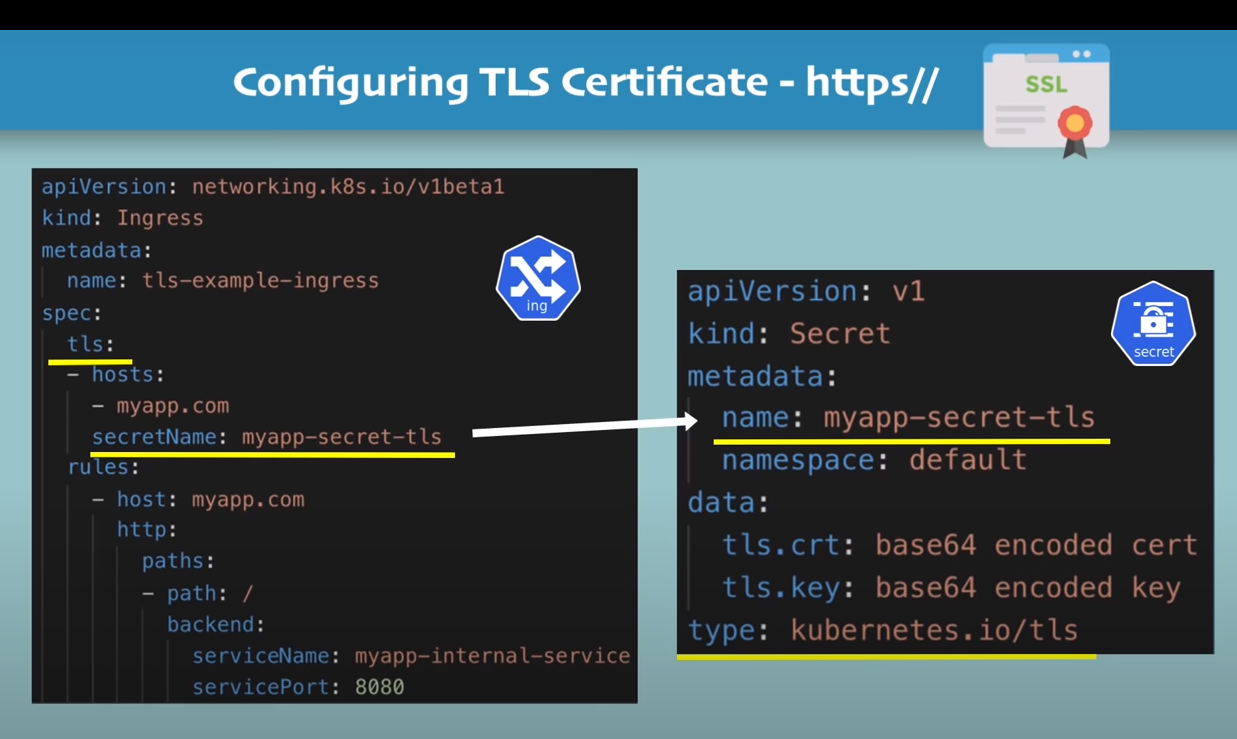 Configuring TLS Certificate - https//
SSL
apiVersion: networking.k8s.io/v1beta1
kind: Ingress
metadata:
  name: tls-example-ingress
spec:
  tls:
  - hosts:
    - myapp.com
    secretName: myapp-secret-tls
  rules:
    - host: myapp.com
      http:
        paths:
        - path: /
          backend:
            serviceName: myapp-internal-service
            servicePort: 8080
ing
apiVersion: v1
kind: Secret
metadata:
  name: myapp-secret-tls
  namespace: default
data:
  tls.crt: base64 encoded cert
  tls.key: base64 encoded key
type: kubernetes.io/tls
secret